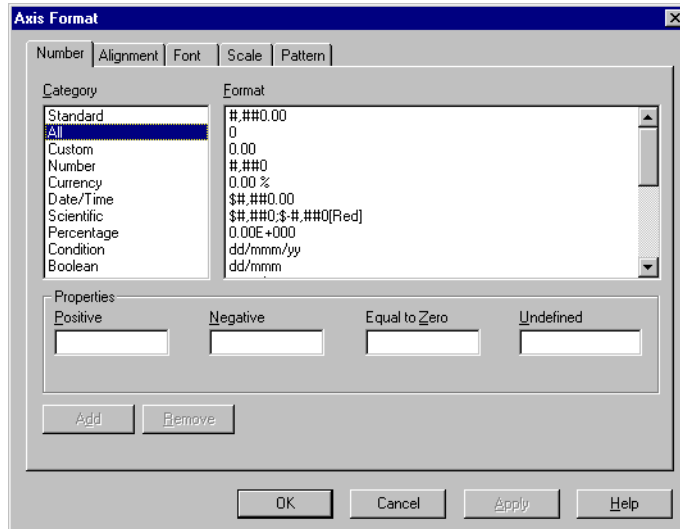 Axis Format
Number Alignment Font Scale Pattern
Category Format
Standard
All
Custom
Number
Currency
Date/Time
Scientific
Percentage
Condition
Boolean
#,##0.00
0
0.00
#,##0
0.00 %
$#,##0.00
$#,##0;$-#,##0[Red]
0.00E+000
dd/mmm/yy
dd/mmm
Properties
Positive Negative Equal to Zero Undefined
Add Remove
OK Cancel Apply Help